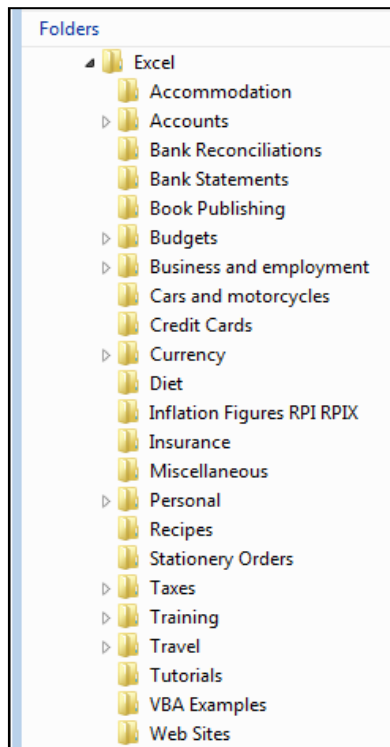 Folders
Excel
Accommodation
Accounts
Bank Reconciliations
Bank Statements
Book Publishing
Budgets
Business and employment
Cars and motorcycles
Credit Cards
Currency
Diet
Inflation Figures RPI RPIX
Insurance
Miscellaneous
Personal
Recipes
Stationery Orders
Taxes
Training
Travel
Tutorials
VBA Examples
Web Sites